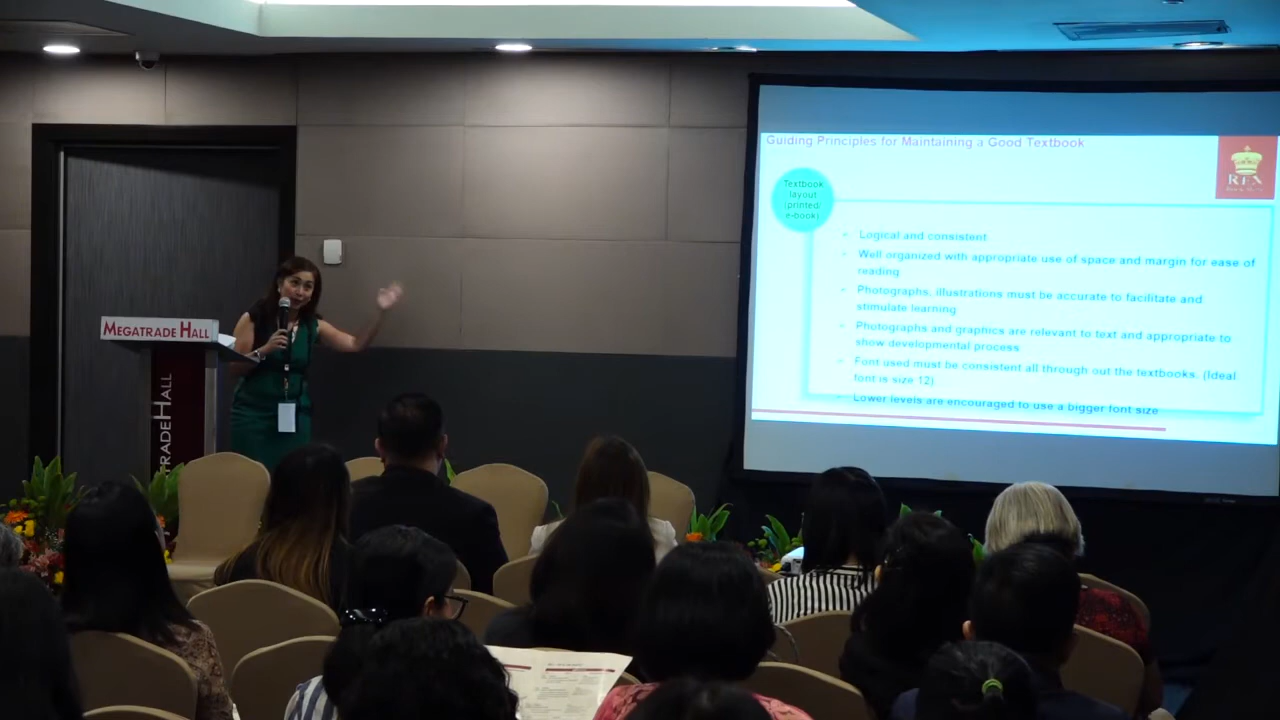 MEGATRADE HALL
TRADEHALL
Guiding Principles for Maintaining a Good Textbook
REX
Textbook
layout
(printed/
e-book)
Logical and consistent
Well organized with appropriate use of space and margin for ease of
reading
Photographs, illustrations must be accurate to facilitate and
stimulate learning
Photographs and graphics are relevant to text and appropriate to
show developmental process
Font used must be consistent all through out the textbooks. (Ideal
font is size 12)
Lower levels are encouraged to use a bigger font size